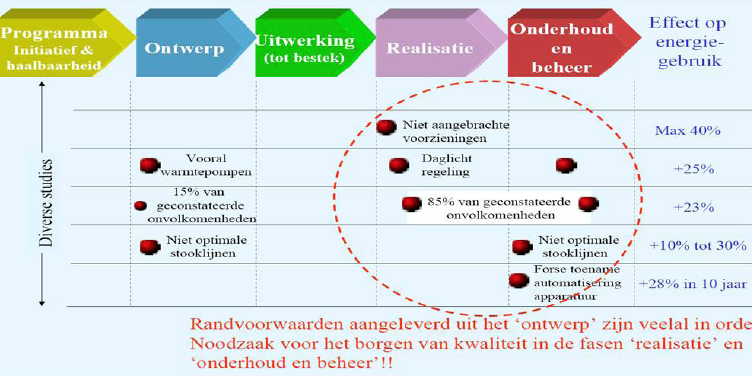 Programma
Initiatief &
haalbaarheid
Ontwerp
Uitwerking
(tot bestek)
Realisatie
Onderhoud
en
beheer
Effect op
energie-
gebruik
Diverse studies
Niet aangebrachte
voorzieningen
Max 40%
Vooral
warmtepompen
Daglicht
regeling
+25%
15% van
geconstateerde
onvolkomenheden
85% van geconstateerde
onvolkomenheden
+23%
Niet optimale
stooklijnen
Niet optimale
stooklijnen
+10% tot 30%
Forse toename
automatisering
apparatuur
+28% in 10 jaar
Randvoorwaarden aangeleverd uit het ‘ontwerp’ zijn veelal in orde
Noodzaak voor het borgen van kwaliteit in de fasen ‘realisatie’ en
‘onderhoud en beheer’!!